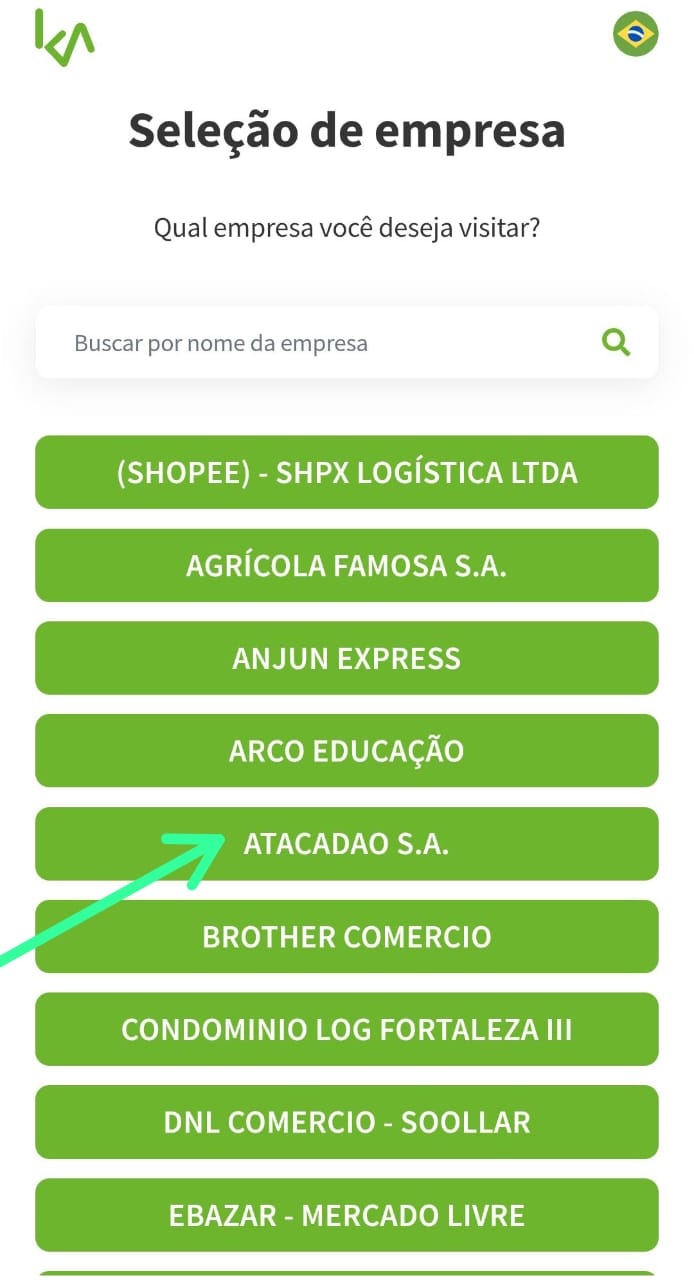 Seleção de empresa
Qual empresa você deseja visitar?
Buscar por nome da empresa
(SHOPEE) - SHPX LOGÍSTICA LTDA
AGRÍCOLA FAMOSA S.A.
ANJUN EXPRESS
ARCO EDUCAÇÃO
ATACADAO S.A.
BROTHER COMERCIO
CONDOMINIO LOG FORTALEZA III
DNL COMERCIO - SOOLLAR
EBAZAR - MERCADO LIVRE